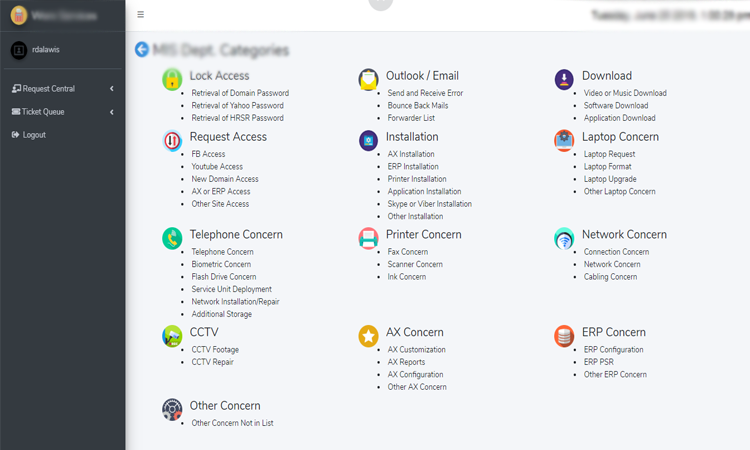 rdalawis
Request Central
Ticket Queue
Logout
MIS Dept. Categories
Lock Access
Retrieval of Domain Password
Retrieval of Yahoo Password
Retrieval of HRSR Password
Outlook / Email
Send and Receive Error
Bounce Back Mails
Forwarder List
Download
Video or Music Download
Software Download
Application Download
Request Access
FB Access
Youtube Access
New Domain Access
AX or ERP Access
Other Site Access
Installation
AX Installation
ERP Installation
Printer Installation
Application Installation
Skype or Viber Installation
Other Installation
Laptop Concern
Laptop Request
Laptop Format
Laptop Upgrade
Other Laptop Concern
Telephone Concern
Telephone Concern
Biometric Concern
Flash Drive Concern
Service Unit Deployment
Network Installation/Repair
Additional Storage
Printer Concern
Fax Concern
Scanner Concern
Ink Concern
Network Concern
Connection Concern
Network Concern
Cabling Concern
CCTV
CCTV Footage
CCTV Repair
AX Concern
AX Customization
AX Reports
AX Configuration
Other AX Concern
ERP Concern
ERP Configuration
ERP PSR
Other ERP Concern
Other Concern
Other Concern Not in List